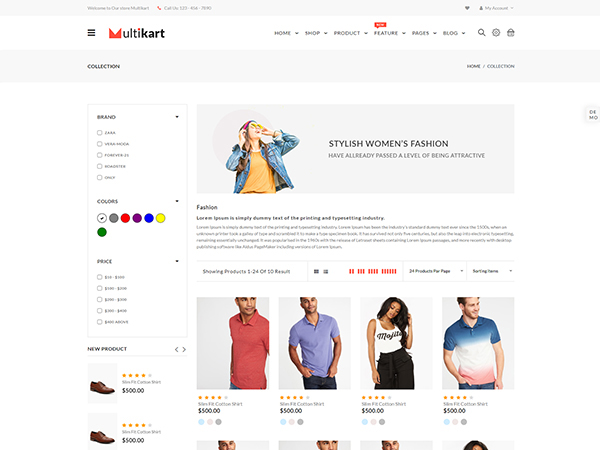 Welcome to Our store Multikart
Call Us: 123 - 456 - 7890
My Account
Multikart
HOME
SHOP
PRODUCT
NEW
FEATURE
PAGES
BLOG
COLLECTION
HOME / COLLECTION
DE
MO
BRAND
ZARA
VERA-MODA
FOREVER-21
ROADSTER
ONLY
COLORS
PRICE
$10 - $100
$100 - $200
$200 - $300
$300 - $400
$400 ABOVE
NEW PRODUCT
Slim Fit Cotton Shirt
$500.00
Slim Fit Cotton Shirt
$500.00
STYLISH WOMEN'S FASHION
HAVE ALLREADY PASSED A LEVEL OF BEING ATTRACTIVE
Fashion
Lorem Ipsum is simply dummy text of the printing and typesetting industry.
Lorem Ipsum is simply dummy text of the printing and typesetting industry. Lorem Ipsum has been the industry's standard dummy text ever since the 1500s, when an
unknown printer took a galley of type and scrambled it to make a type specimen book. It has survived not only five centuries, but also the leap into electronic typesetting,
remaining essentially unchanged. It was popularised in the 1960s with the release of Letraset sheets containing Lorem Ipsum passages, and more recently with desktop
publishing software like Aldus PageMaker including versions of Lorem Ipsum.
Showing Products 1-24 Of 10 Result
24 Products Per Page
Sorting items
Mojito
Slim Fit Cotton Shirt
$500.00
Slim Fit Cotton Shirt
$500.00
Slim Fit Cotton Shirt
$500.00
Slim Fit Cotton Shirt
$500.00